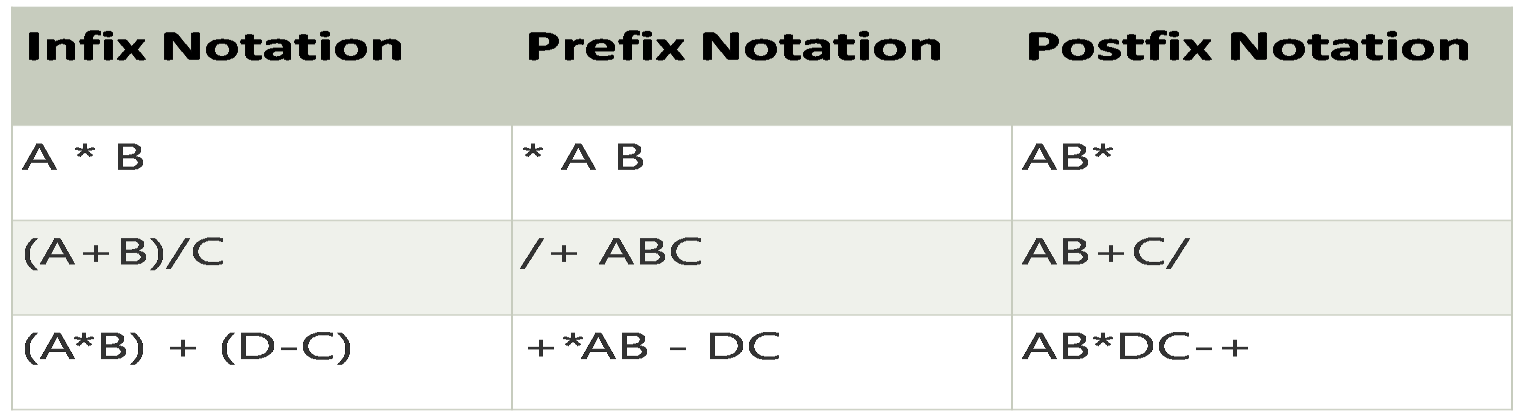 Infix Notation Prefix Notation Postfix Notation
A * B * A B AB*
(A+B)/C /+ ABC AB+C/
(A*B) + (D-C) +*AB - DC AB*DC-+